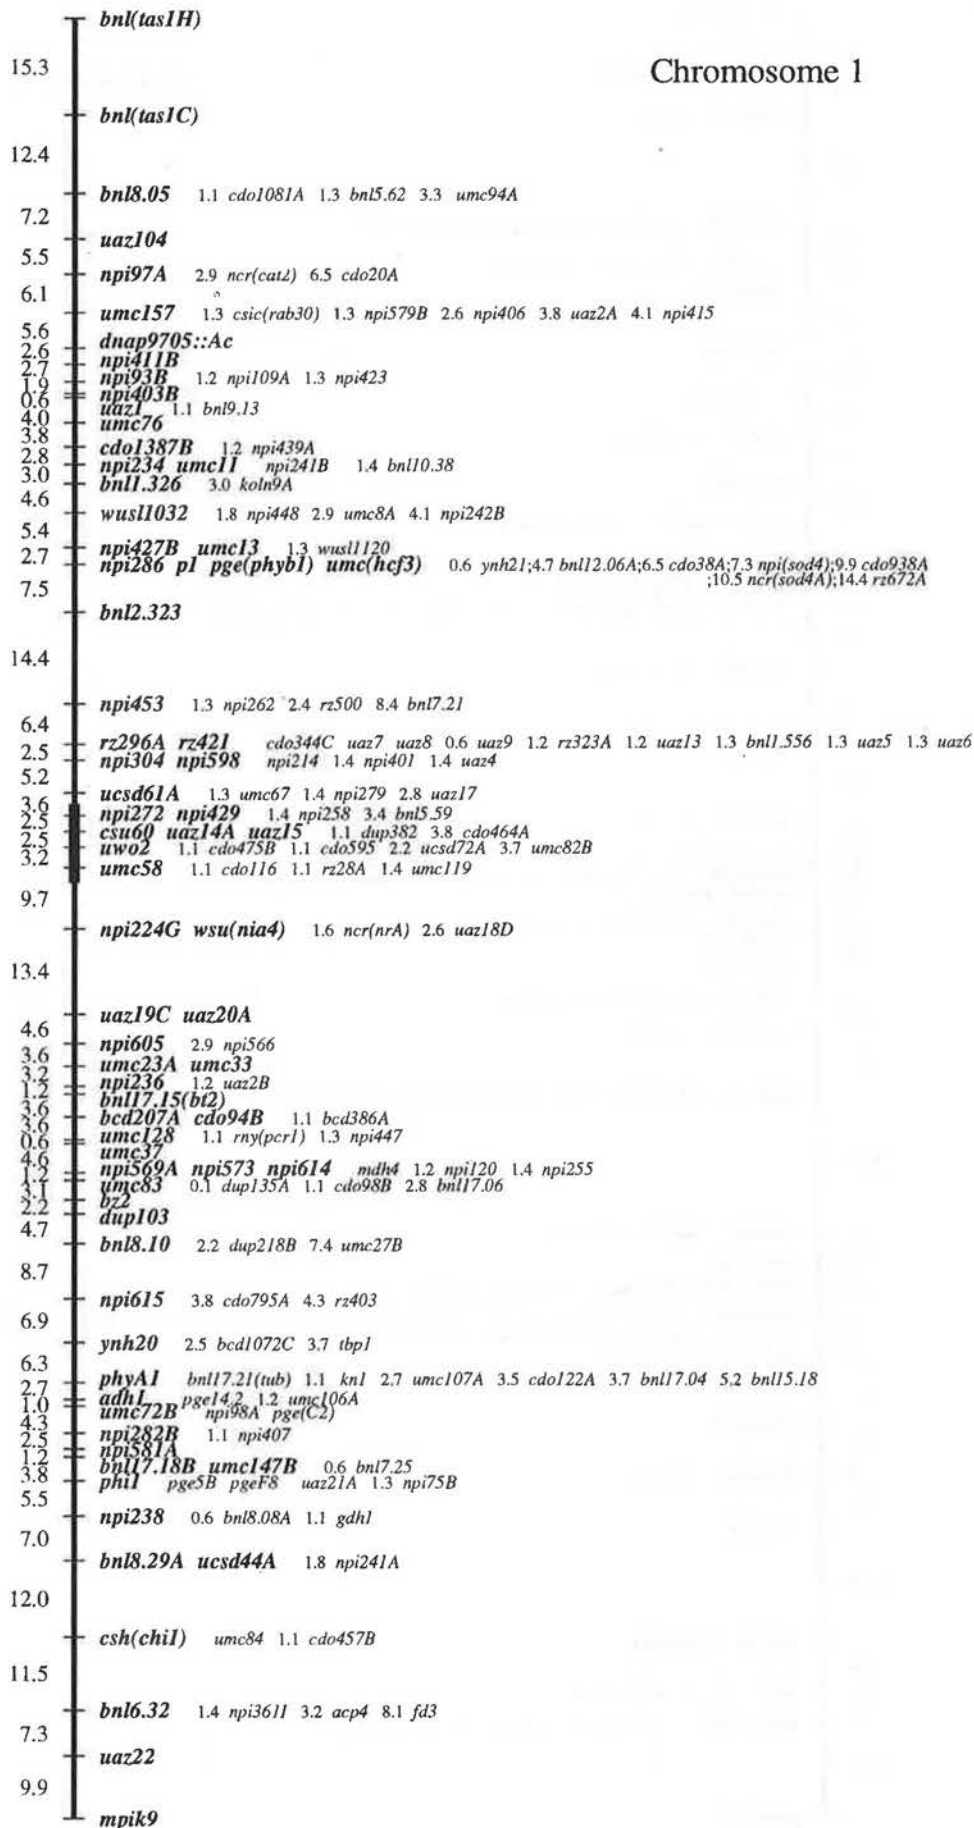 bnl(tas1H)
15.3
Chromosome 1
bnl(tas1C)
12.4
bnl8.05 1.1 cdo1081A 1.3 bnl5.62 3.3 umc94A
7.2
uaz104
5.5
npi97A 2.9 ncr(cat2) 6.5 cdo20A
6.1
umc157 1.3 csic(rab30) 1.3 npi579B 2.6 npi406 3.8 uaz2A 4.1 npi415
5.6
dnap9705::Ac
2.6
npi411B
2.7
npi93B 1.2 npi109A 1.3 npi423
1.9
npi403B
1.2
0.6
uaz1 1.1 bnl9.13
4.0
umc76
3.8
cdo1387B 1.2 npi439A
2.8
npi234 umc11 npi241B 1.4 bnl10.38
3.0
bnl1.326 3.0 koln9A
4.6
wusl1032 1.8 npi448 2.9 umc8A 4.1 npi242B
5.4
npi427B umc13 1.3 wusl1120
2.7
npi286 p1 pge(phyb1) umc(hcf3) 0.6 ynh21;4.7 bnl12.06A;6.5 cdo38A;7.3 npi(sod4);9.9 cdo938A
;10.5 ncr(sod4A);14.4 rz672A
7.5
bnl2.323
14.4
npi453 1.3 npi262 2.4 rz500 8.4 bnl7.21
6.4
rz296A rz421 cdo344C uaz7 uaz8 0.6 uaz9 1.2 rz323A 1.2 uaz13 1.3 bnl1.556 1.3 uaz5 1.3 uaz6
2.5
npi304 npi598 npi214 1.4 npi401 1.4 uaz4
5.2
ucsd61A 1.3 umc67 1.4 npi279 2.8 uaz17
3.6
npi272 npi429 1.4 npi258 3.4 bnl5.59
2.5
csu60 uaz14A uaz15 1.1 dup382 3.8 cdo464A
2.5
uwo2 1.1 cdo475B 1.1 cdo595 2.2 ucsd72A 3.7 umc82B
3.2
umc58 1.1 cdo116 1.1 rz28A 1.4 umc119
9.7
npi224G wsu(nia4) 1.6 ncr(nrA) 2.6 uaz18D
13.4
uaz19C uaz20A
4.6
npi605 2.9 npi566
3.6
umc23A umc33
3.2
npi236 1.2 uaz2B
1.2
bnl17.15(bt2)
3.6
bcd207A cdo94B 1.1 bcd386A
3.6
umc128 1.1 rny(pcr1) 1.3 npi447
0.6
umc37
4.6
npi569A npi573 npi614 mdh4 1.2 npi120 1.4 npi255
1.2
umc83 0.1 dup135A 1.1 cdo98B 2.8 bnl17.06
3.1
bz2
2.2
dup103
4.7
bnl8.10 2.2 dup218B 7.4 umc27B
8.7
npi615 3.8 cdo795A 4.3 rz403
6.9
ynh20 2.5 bcd1072C 3.7 tbp1
6.3
phyA1 bnl17.21(tub) 1.1 kn1 2.7 umc107A 3.5 cdo122A 3.7 bnl17.04 5.2 bnl15.18
2.7
adh1 pge14.2 1.2 umc106A
1.0
umc72B npi98A pge(C2)
4.3
npi282B 1.1 npi407
2.5
npi581A
1.2
bnl17.18B umc147B 0.6 bnl7.25
3.8
phi1 pge5B pgeF8 uaz21A 1.3 npi75B
5.5
npi238 0.6 bnl8.08A 1.1 gdh1
7.0
bnl8.29A ucsd44A 1.8 npi241A
12.0
csh(chi1) umc84 1.1 cdo457B
11.5
bnl6.32 1.4 npi3611 3.2 acp4 8.1 fd3
7.3
uaz22
9.9
mpik9